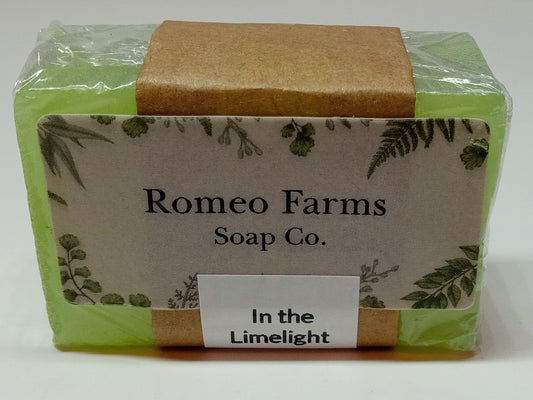 Romeo Farms
Soap Co.
In the
Limelight